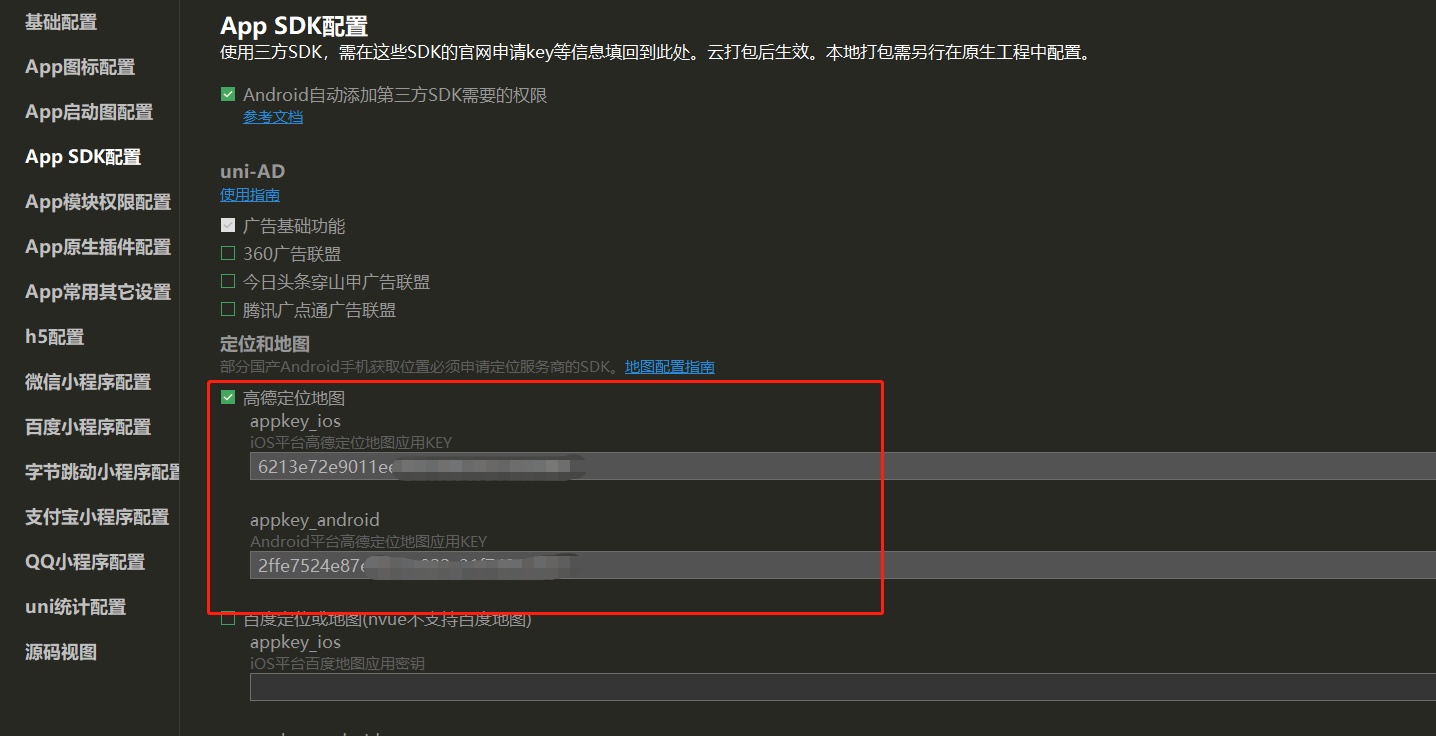 基础配置
App图标配置
App启动图配置
App SDK配置
App模块权限配置
App原生插件配置
App常用其它设置
h5配置
微信小程序配置
百度小程序配置
字节跳动小程序配置
支付宝小程序配置
QQ小程序配置
uni统计配置
源码视图
App SDK配置
使用三方SDK，需在这些SDK的官网申请key等信息填回到此处。云打包后生效。本地打包需另行在原生工程中配置。
Android自动添加第三方SDK需要的权限
参考文档
uni-AD
使用指南
广告基础功能
360广告联盟
今日头条穿山甲广告联盟
腾讯广点通广告联盟
定位和地图
部分国产Android手机获取位置必须申请定位服务商的SDK。地图配置指南
高德定位地图
appkey_ios
iOS平台高德定位地图应用KEY
6213e72e9011e
appkey_android
Android平台高德定位地图应用KEY
2ffe7524e87
百度定位或地图(nvue不支持百度地图)
appkey_ios
iOS平台百度地图应用密钥